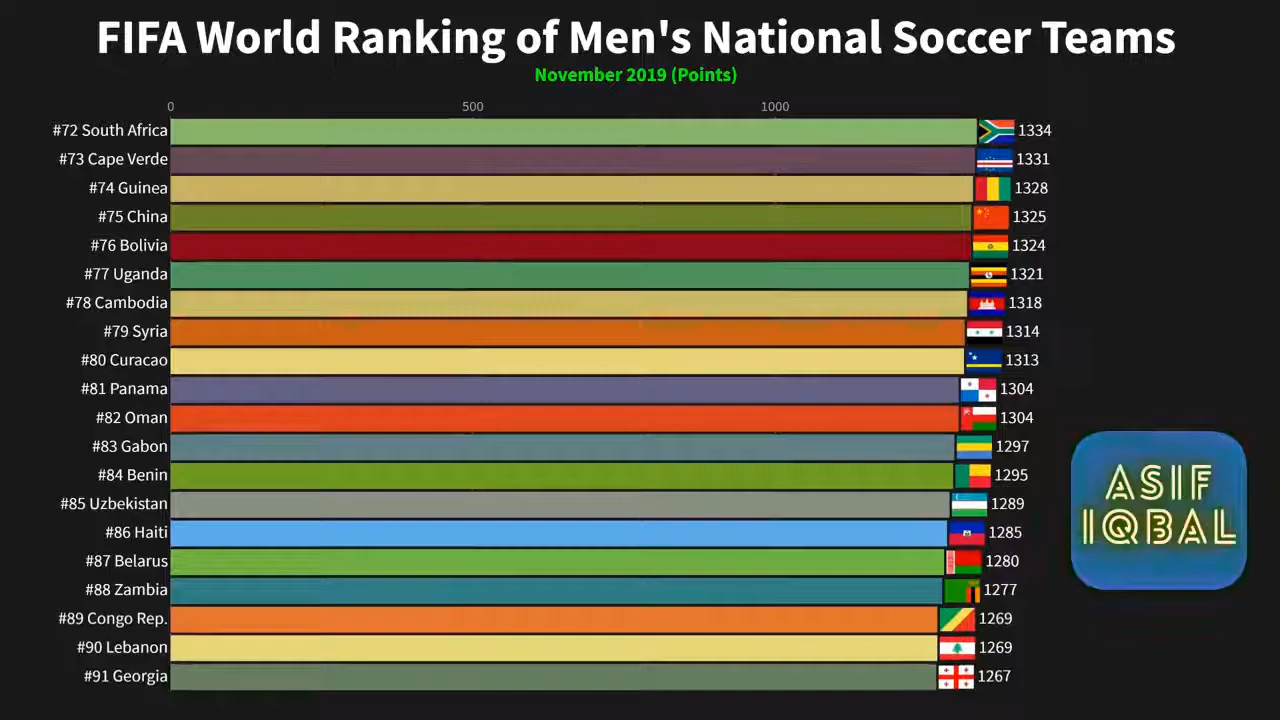 FIFA World Ranking of Men's National Soccer Teams
November 2019 (Points)
0 500 1000
#72 South Africa 1334
#73 Cape Verde 1331
#74 Guinea 1328
#75 China 1325
#76 Bolivia 1324
#77 Uganda 1321
#78 Cambodia 1318
#79 Syria 1314
#80 Curacao 1313
#81 Panama 1304
#82 Oman 1304
#83 Gabon 1297
#84 Benin 1295
#85 Uzbekistan 1289
#86 Haiti 1285
#87 Belarus 1280
#88 Zambia 1277
#89 Congo Rep. 1269
#90 Lebanon 1269
#91 Georgia 1267
ASIF
IQBAL